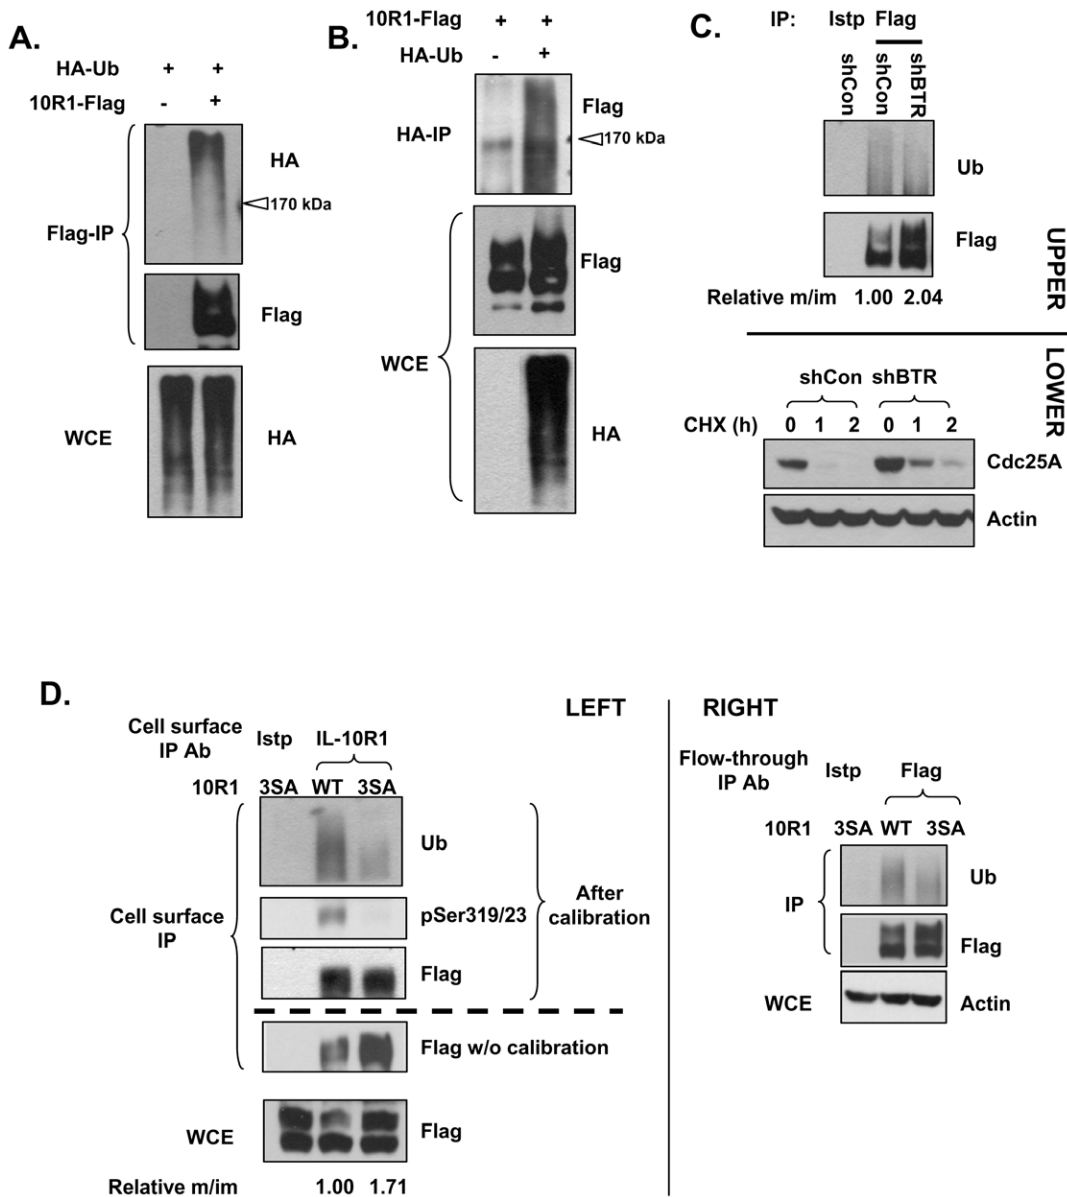 A.
HA-Ub + +
10R1-Flag - +
HA
170 kDa
Flag-IP
Flag
WCE
HA
B.
10R1-Flag + +
HA-Ub - +
Flag
HA-IP
170 kDa
Flag
WCE
HA
C.
IP: Istp Flag
shCon shCon shBTR
Ub
Flag
Relative m/im 1.00 2.04
UPPER
LOWER
shCon shBTR
CHX (h) 0 1 2 0 1 2
Cdc25A
Actin
D.
LEFT
Cell surface
IP Ab
Istp IL-10R1
10R1 3SA WT 3SA
Ub
Cell surface
IP
pSer319/23
After
calibration
Flag
Flag w/o calibration
WCE
Flag
Relative m/im 1.00 1.71
RIGHT
Flow-through
IP Ab
Istp Flag
10R1 3SA WT 3SA
Ub
IP
Flag
WCE
Actin